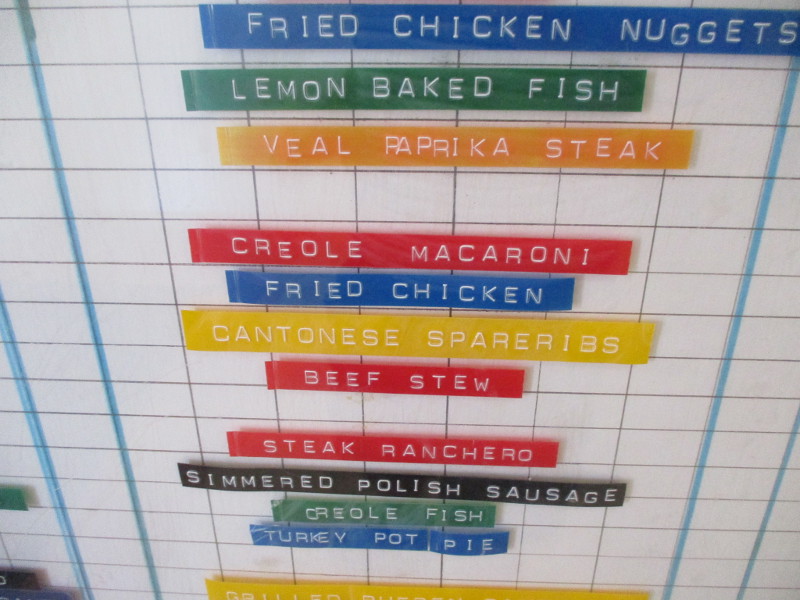 FRIED CHICKEN NUGGETS
LEMON BAKED FISH
VEAL PAPRIKA STEAK
CREOLE MACARONI
FRIED CHICKEN
CANTONESE SPARERIBS
BEEF STEW
STEAK RANCHERO
SIMMERED POLISH SAUSAGE
CREOLE FISH
TURKEY POT PIE
GRILLED